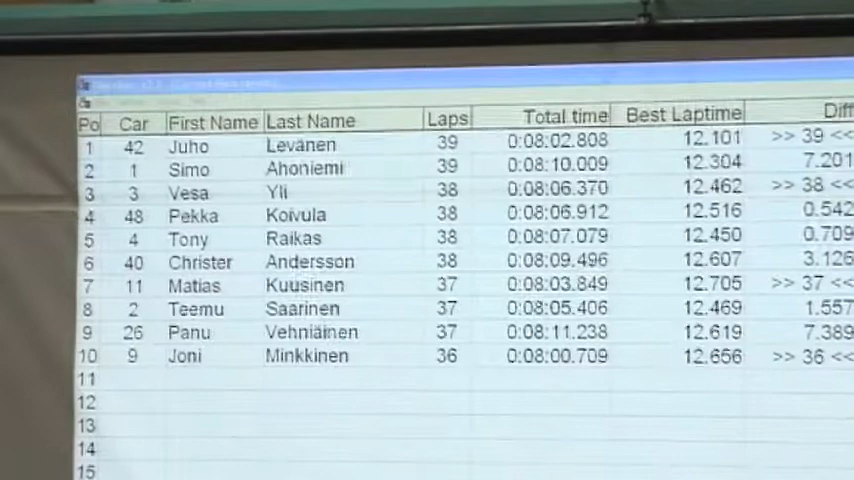 Po Car First Name Last Name Laps Total time Best Laptime Diff
1 42 Juho Levänen 39 0:08:02.808 12.101 >> 39 <<
2 1 Simo Ahoniemi 39 0:08:10.009 12.304 7.201
3 3 Vesa Yli 38 0:08:06.370 12.462 >> 38 <<
4 48 Pekka Koivula 38 0:08:06.912 12.516 0.542
5 4 Tony Raikas 38 0:08:07.079 12.450 0.709
6 40 Christer Andersson 38 0:08:09.496 12.607 3.126
7 11 Matias Kuusinen 37 0:08:03.849 12.705 >> 37 <<
8 2 Teemu Saarinen 37 0:08:05.406 12.469 1.557
9 26 Panu Vehniäinen 37 0:08:11.238 12.619 7.389
10 9 Joni Minkkinen 36 0:08:00.709 12.656 >> 36 <<
11
12
13
14
15